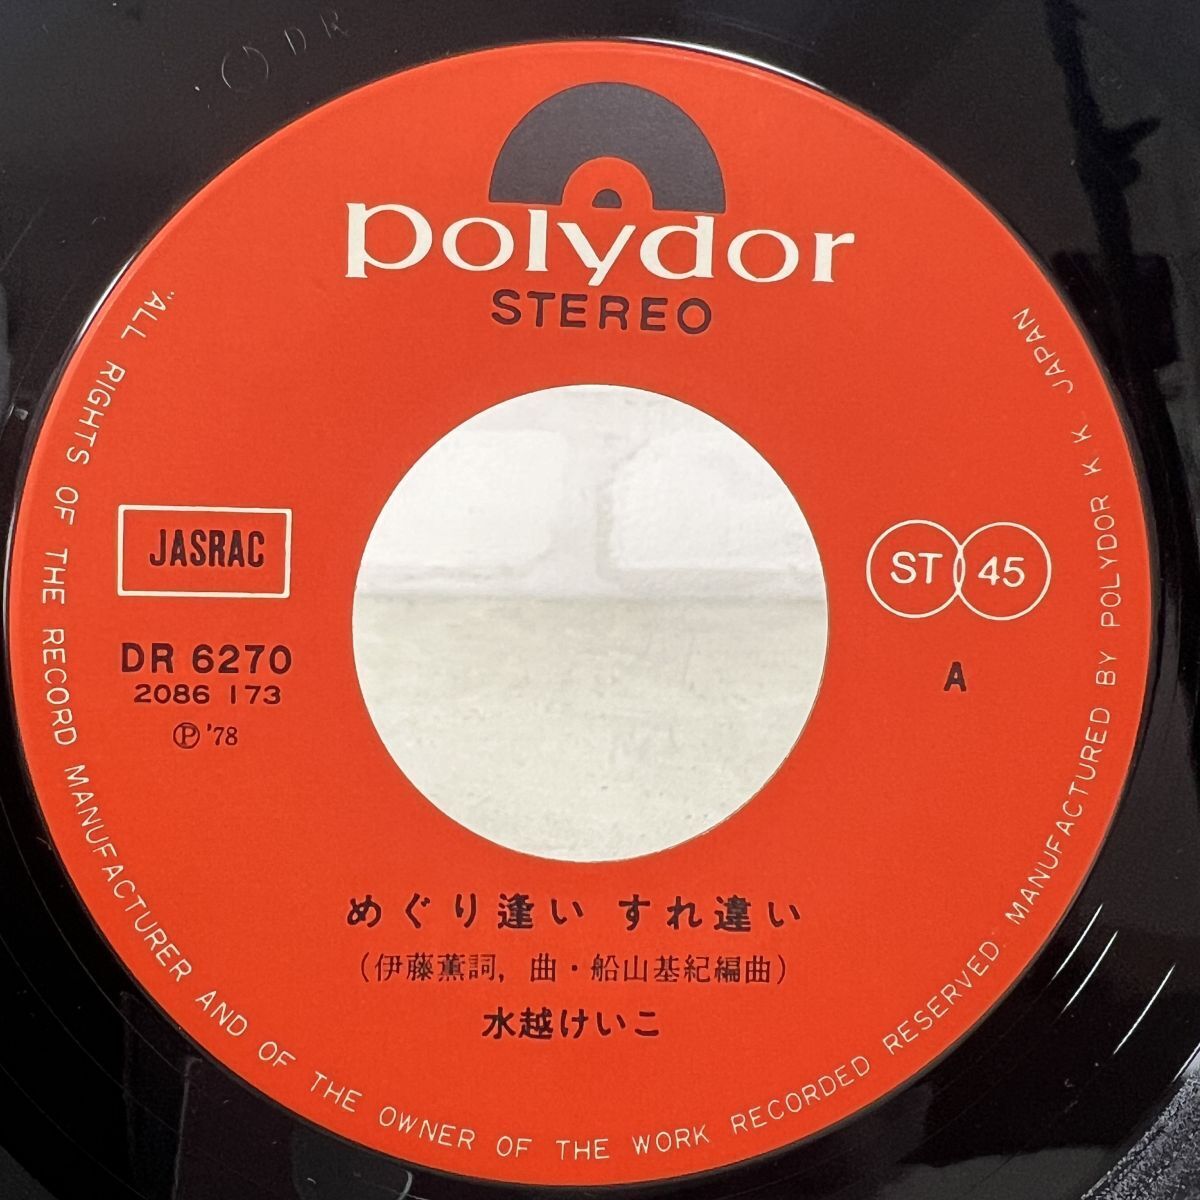 polydor
STEREO
"ALL RIGHTS OF THE RECORD MANUFACTURER AND OF THE OWNER OF THE WORK RECORDED RESERVED. MANUFACTURED BY POLYDOR K K. JAPAN
JASRAC
DR 6270
2086 173
Ⓟ '78
ST 45
A
めぐり逢い すれ違い
(伊藤薫詞, 曲・船山基紀編曲)
水越けいこ